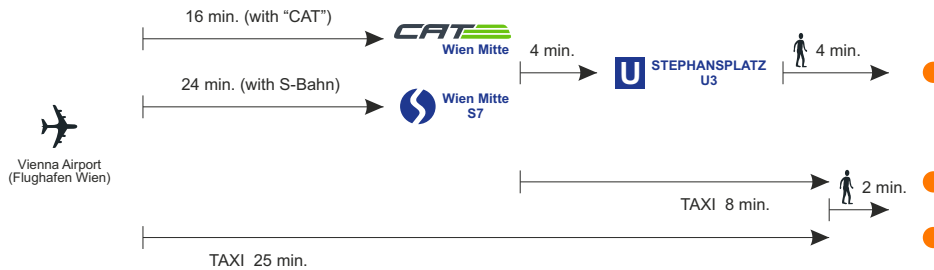 16 min. (with “CAT”)
CAT
Wien Mitte
4 min.
U
STEPHANSPLATZ
U3
4 min.
24 min. (with S-Bahn)
Wien Mitte
S7
Vienna Airport
(Flughafen Wien)
TAXI 8 min.
2 min.
TAXI 25 min.